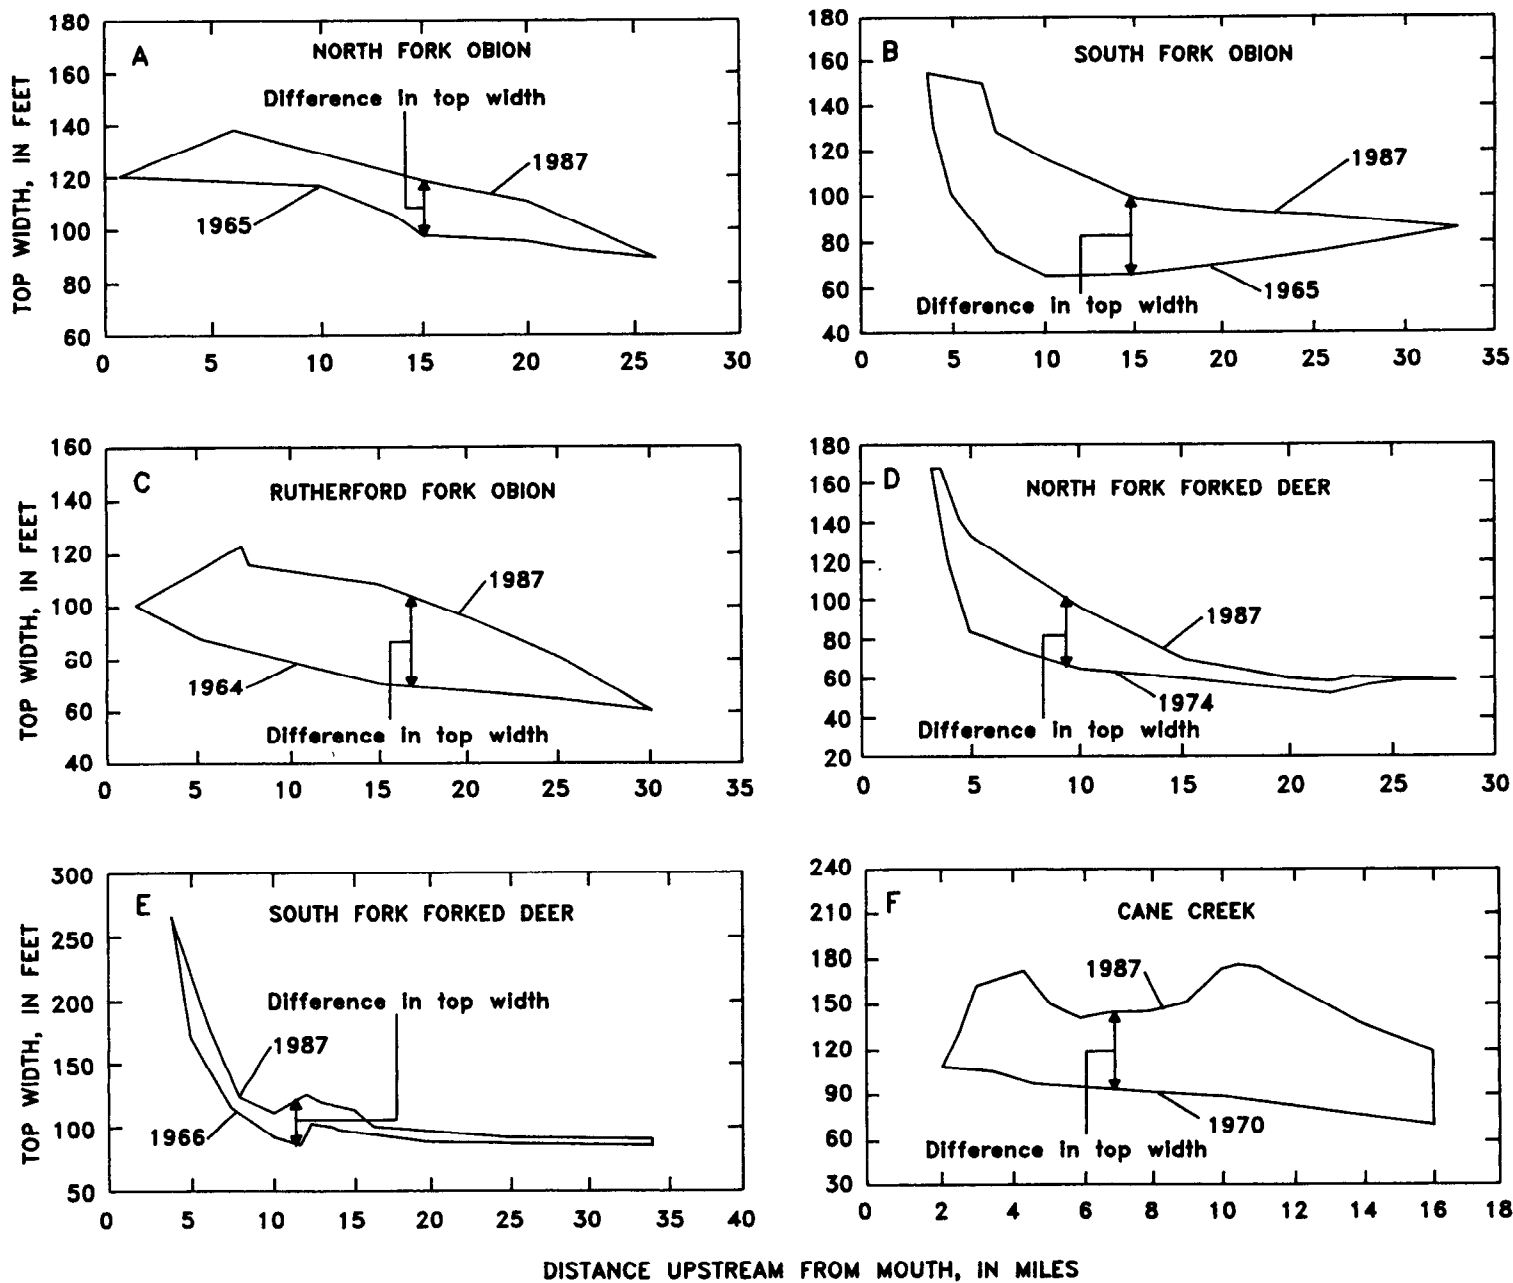 A
NORTH FORK OBION
Difference in top width
1987
1965
TOP WIDTH, IN FEET
180
160
140
120
100
80
60
0 5 10 15 20 25 30
B
SOUTH FORK OBION
1987
1965
Difference in top width
180
160
140
120
100
80
60
40
0 5 10 15 20 25 30 35
C
RUTHERFORD FORK OBION
1987
1964
Difference in top width
TOP WIDTH, IN FEET
160
140
120
100
80
60
40
0 5 10 15 20 25 30 35
D
NORTH FORK FORKED DEER
1987
1974
Difference in top width
180
160
140
120
100
80
60
40
20
0 5 10 15 20 25 30
E
SOUTH FORK FORKED DEER
Difference in top width
1987
1966
TOP WIDTH, IN FEET
300
250
200
150
100
50
0 5 10 15 20 25 30 35 40
F
CANE CREEK
1987
1970
Difference in top width
240
210
180
150
120
90
60
30
0 2 4 6 8 10 12 14 16 18
DISTANCE UPSTREAM FROM MOUTH, IN MILES